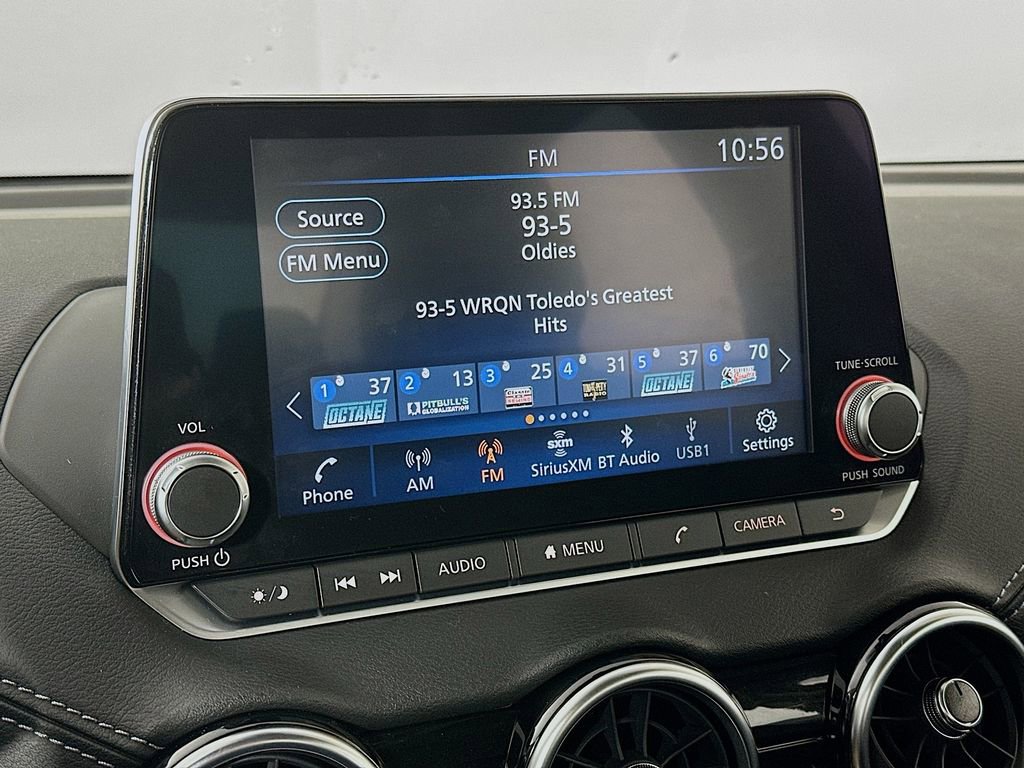 FM
10:56
Source
FM Menu
93.5 FM
93-5
Oldies
93-5 WRQN Toledo's Greatest
Hits
1 37
OCTANE
2 13
PITBULL'S
GLOBALIZATION
3 25
4 31
RADIO
5 37
OCTANE
6 70
Phone
AM
FM
sxm
SiriusXM
BT Audio
USB1
Settings
VOL
PUSH
TUNE·SCROLL
PUSH SOUND
AUDIO
MENU
CAMERA